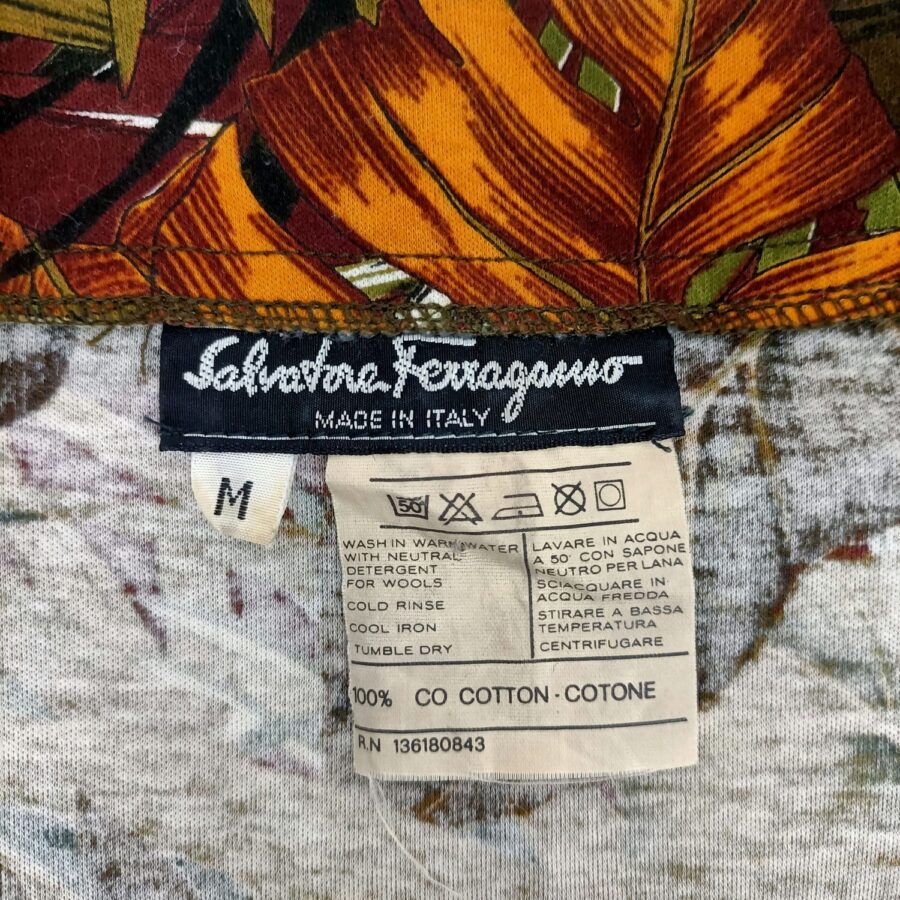 Salvatore Ferragamo
MADE IN ITALY
M
50°
WASH IN WARM WATER
WITH NEUTRAL
DETERGENT
FOR WOOLS
COLD RINSE
COOL IRON
TUMBLE DRY
LAVARE IN ACQUA
A 50° CON SAPONE
NEUTRO PER LANA
SCIACQUARE IN
ACQUA FREDDA
STIRARE A BASSA
TEMPERATURA
CENTRIFUGARE
100% CO COTTON·COTONE
R.N 136180843